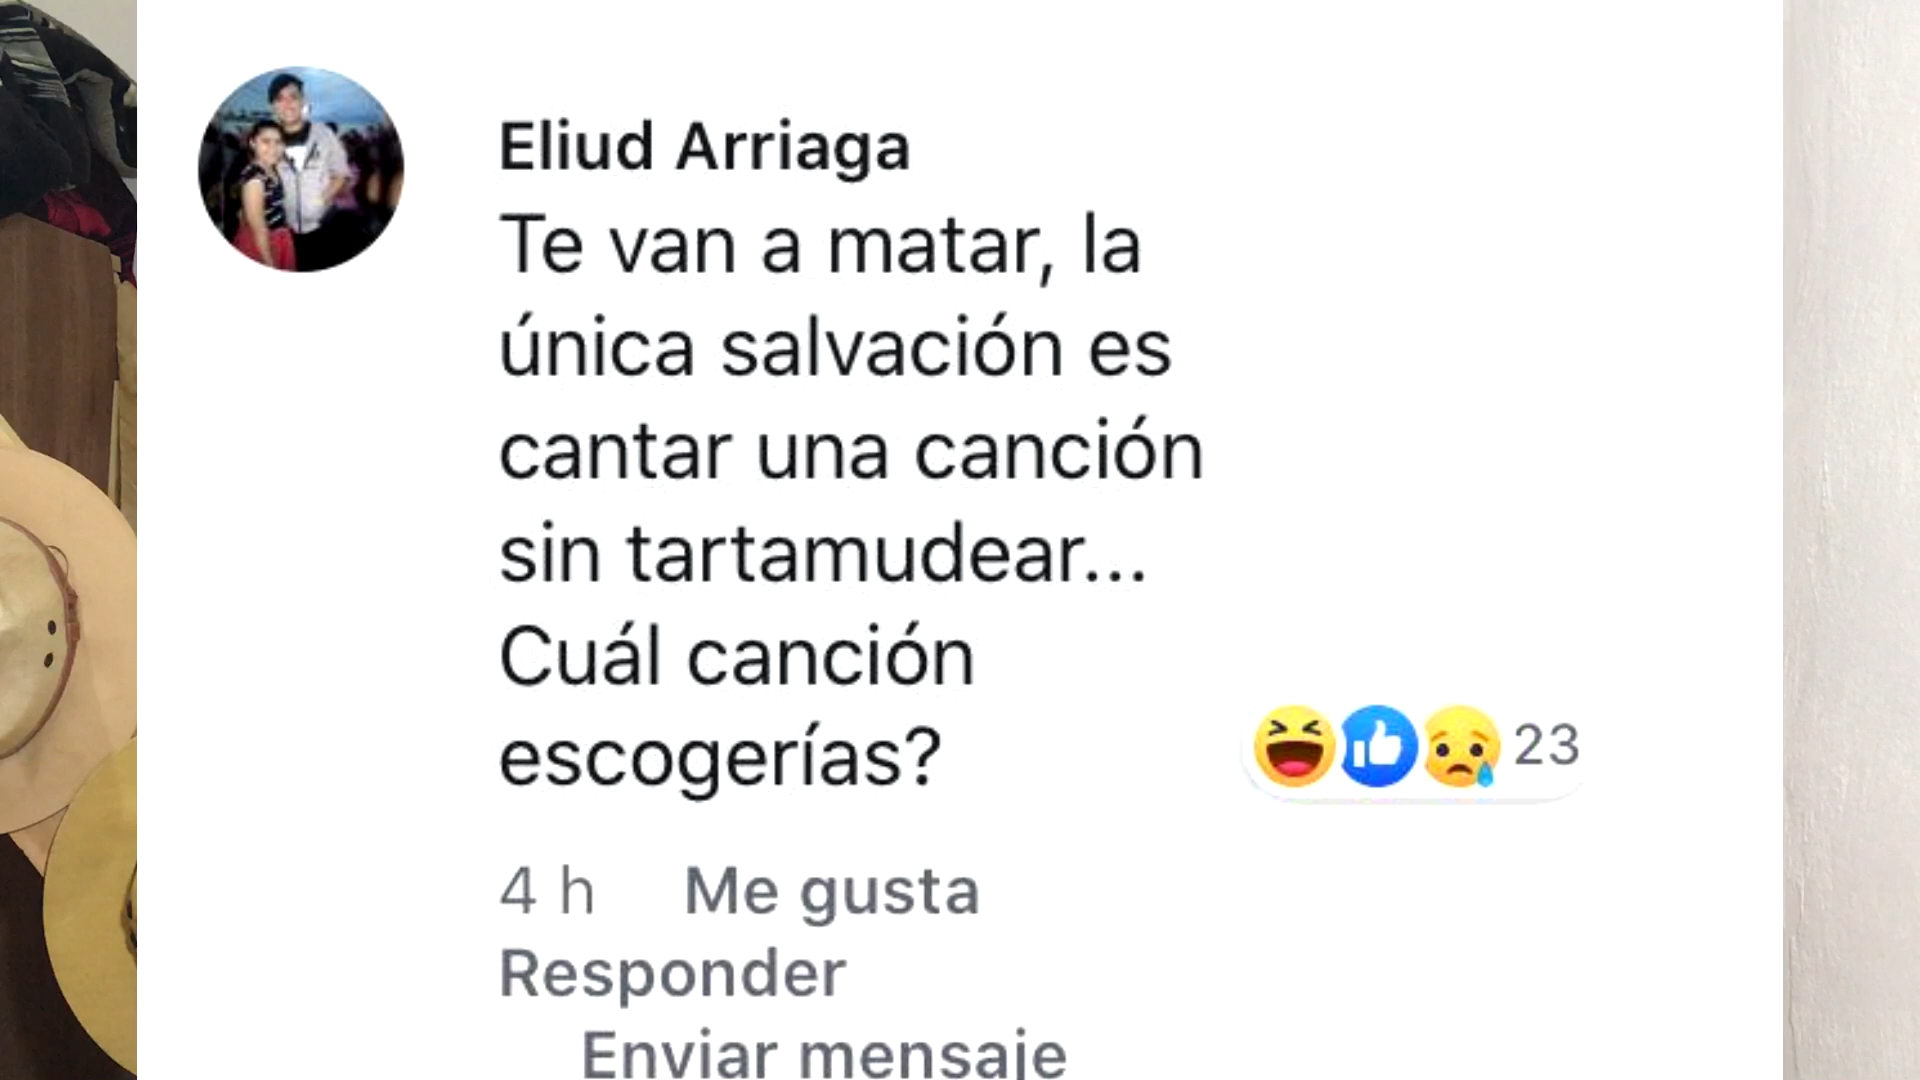 Eliud Arriaga
Te van a matar, la
única salvación es
cantar una canción
sin tartamudear...
Cuál canción
escogerías?
23
4 h Me gusta
Responder
Enviar mensaje